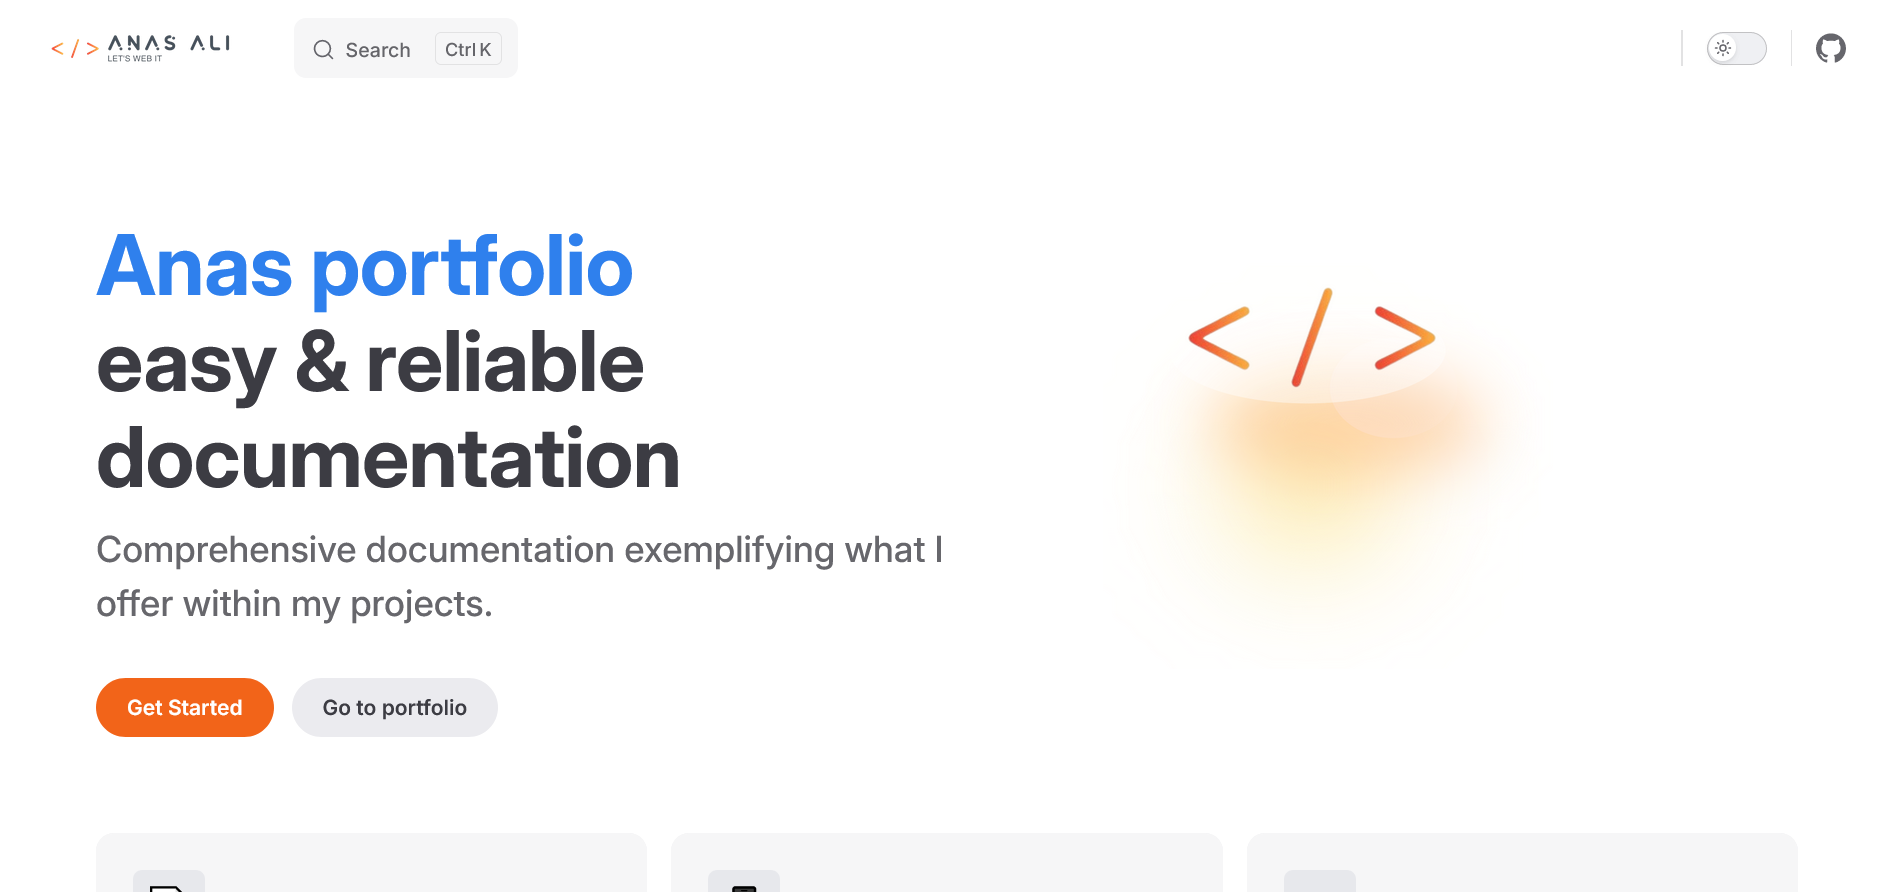 </> ANAS ALI
LET'S WEB IT
Search Ctrl K
Anas portfolio
easy & reliable
documentation
Comprehensive documentation exemplifying what I
offer within my projects.
</>
Get Started Go to portfolio